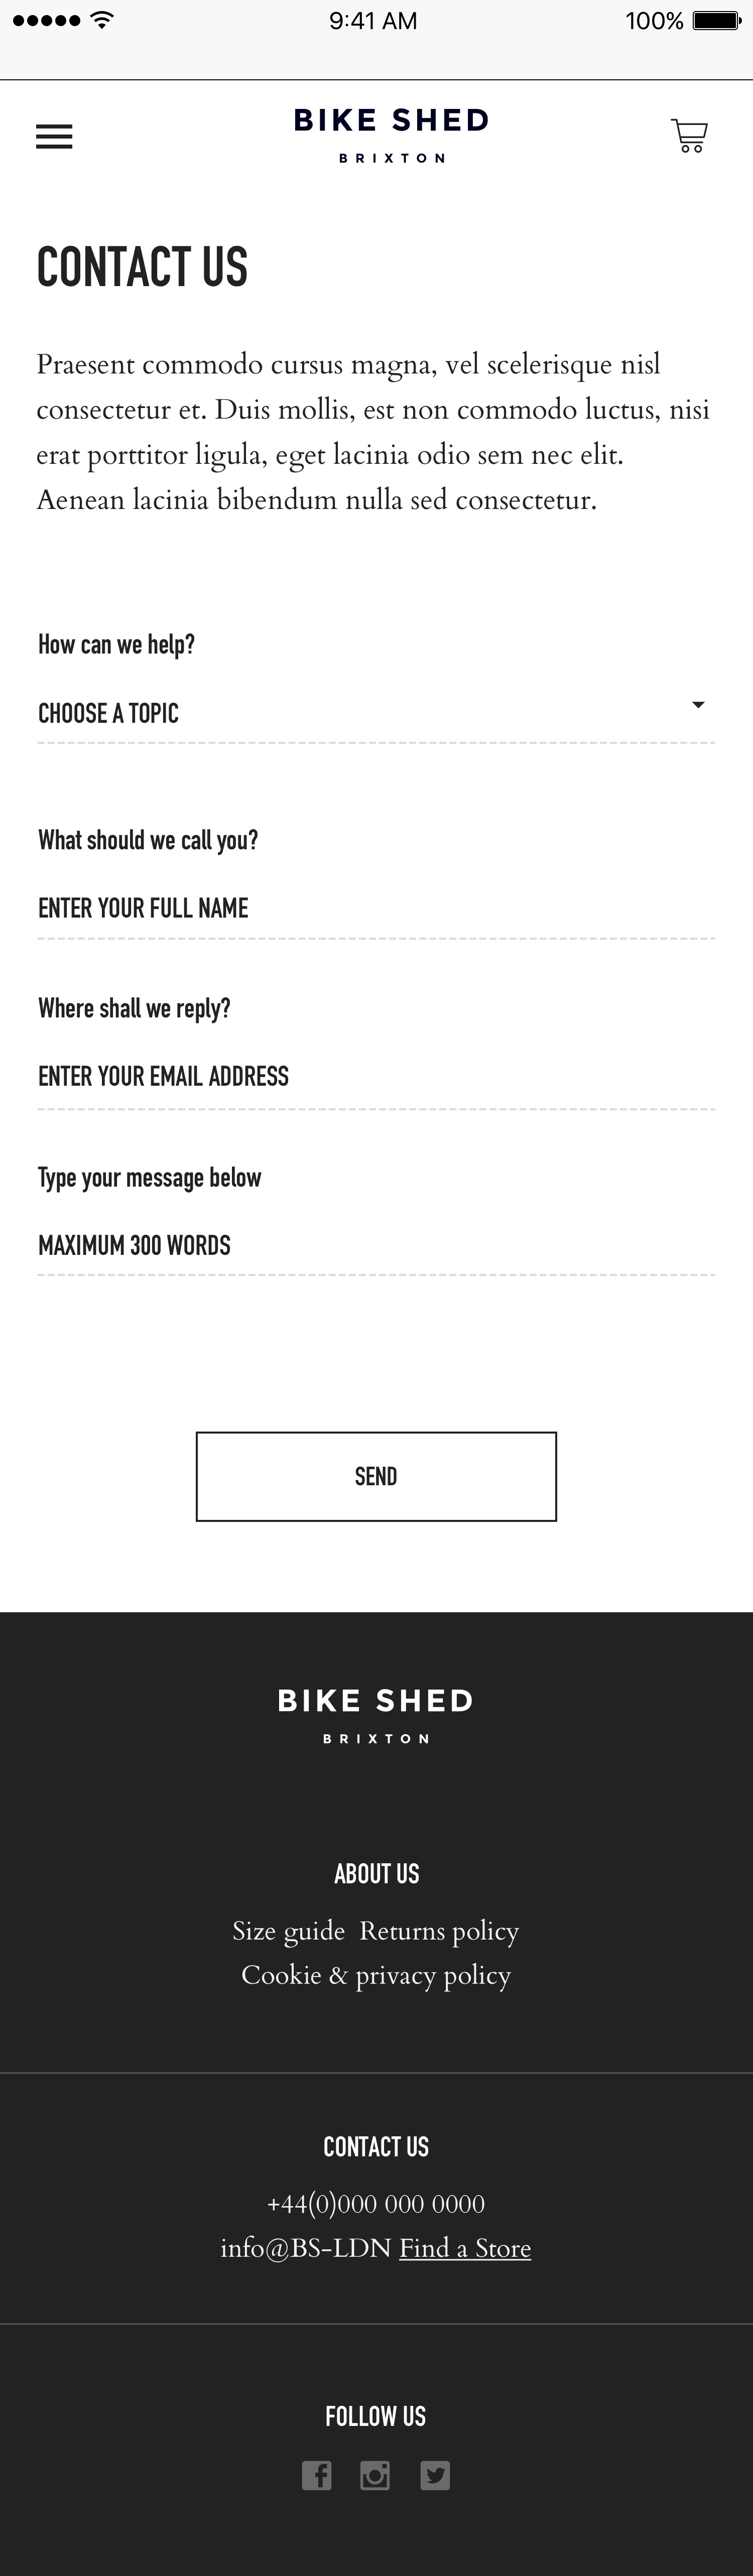 9:41 AM
100%
BIKE SHED
BRIXTON
CONTACT US
Praesent commodo cursus magna, vel scelerisque nisl
consectetur et. Duis mollis, est non commodo luctus, nisi
erat porttitor ligula, eget lacinia odio sem nec elit.
Aenean lacinia bibendum nulla sed consectetur.
How can we help?
CHOOSE A TOPIC
What should we call you?
ENTER YOUR FULL NAME
Where shall we reply?
ENTER YOUR EMAIL ADDRESS
Type your message below
MAXIMUM 300 WORDS
SEND
BIKE SHED
BRIXTON
ABOUT US
Size guide Returns policy
Cookie & privacy policy
CONTACT US
+44(0)000 000 0000
info@BS-LDN Find a Store
FOLLOW US